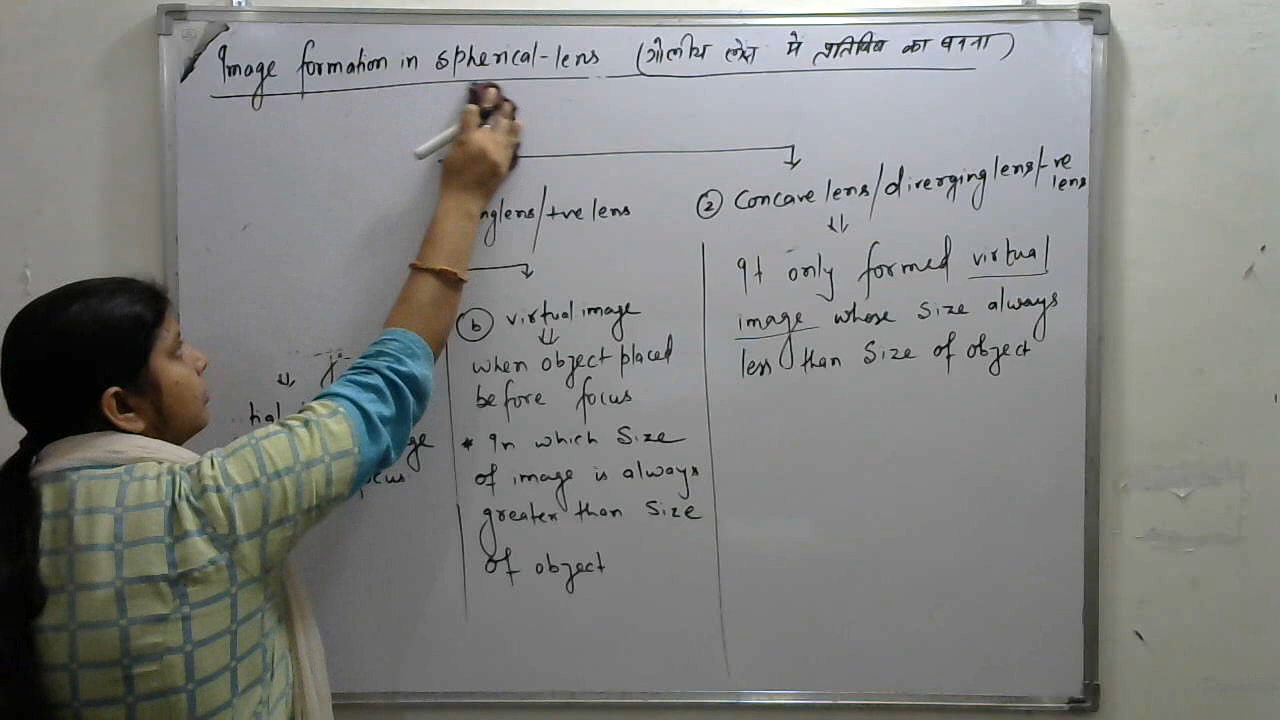 Image formation in spherical-lens (गोलीय लेंस मे प्रतिबिंब का बनना)
nglens/+ve lens
② Concave lens/diverging lens/-ve lens
It only formed virtual
image whose size always
less than size of object
ⓑ virtual image
when object placed
before focus
* In which size
of image is always
greater than size
of object